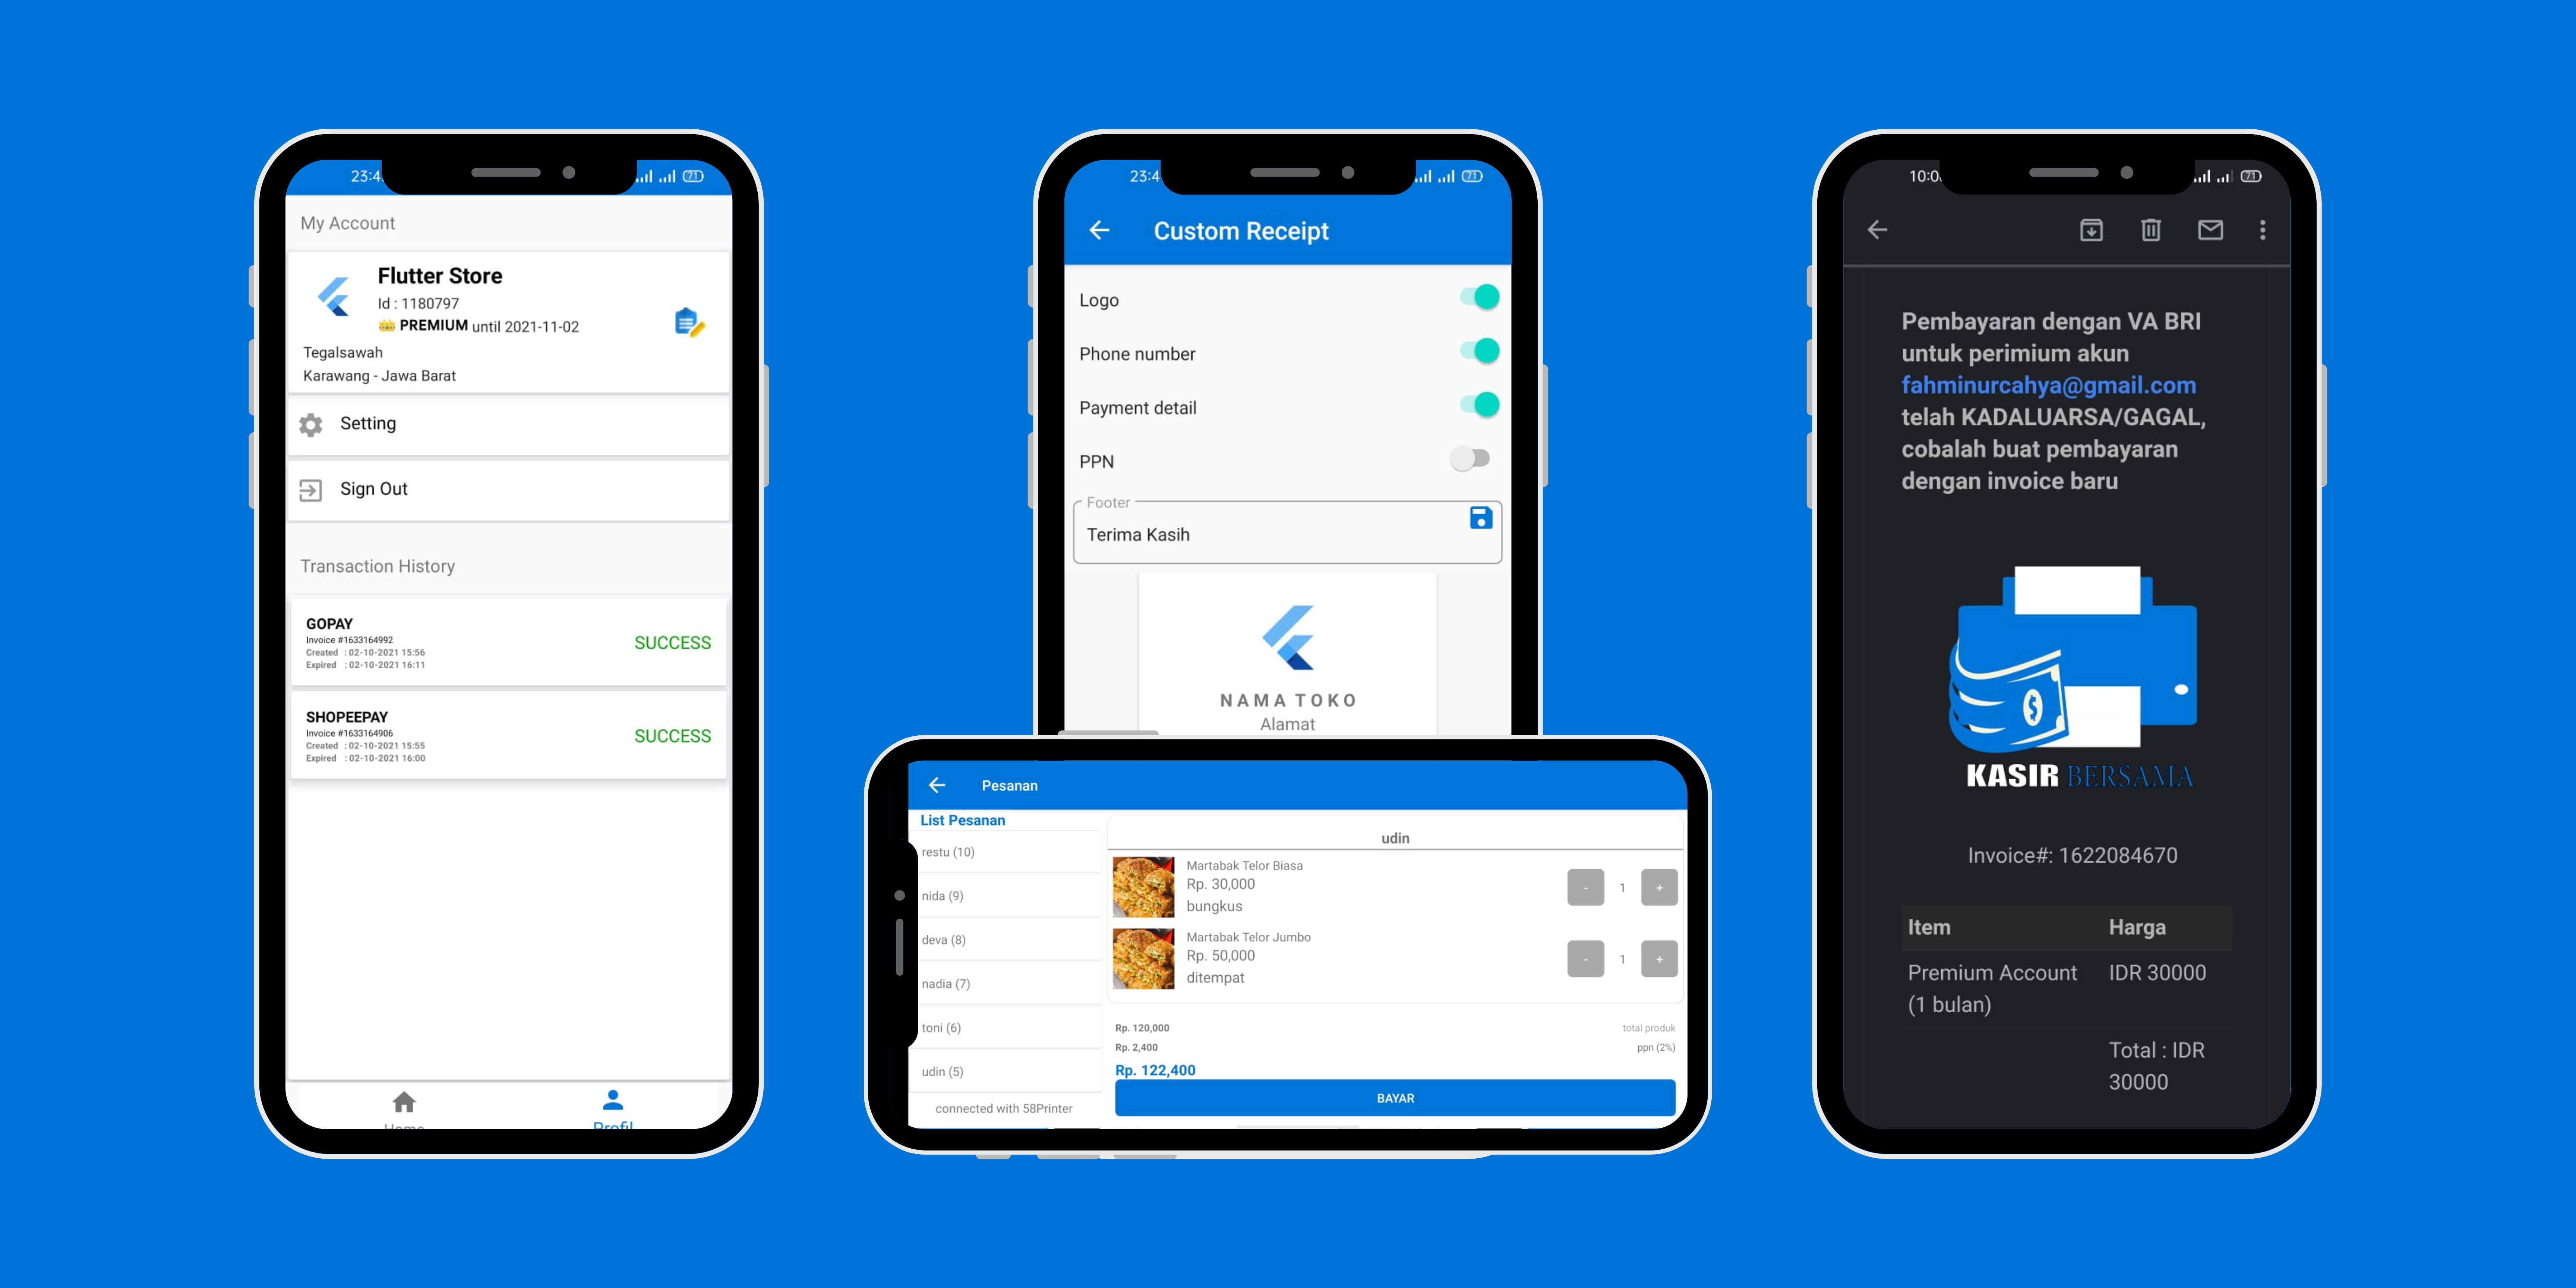 23:4
71
My Account
Flutter Store
Id : 1180797
PREMIUM until 2021-11-02
Tegalsawah
Karawang - Jawa Barat
Setting
Sign Out
Transaction History
GOPAY
Invoice #1633164992
Created : 02-10-2021 15:56
Expired : 02-10-2021 16:11
SUCCESS
SHOPEEPAY
Invoice #1633164906
Created : 02-10-2021 15:55
Expired : 02-10-2021 16:00
SUCCESS
Home
Profil
23:4
71
Custom Receipt
Logo
Phone number
Payment detail
PPN
Footer
Terima Kasih
NAMA TOKO
Alamat
Pesanan
List Pesanan
restu (10)
nida (9)
deva (8)
nadia (7)
toni (6)
udin (5)
connected with 58Printer
udin
Martabak Telor Biasa
Rp. 30,000
bungkus
- 1 +
Martabak Telor Jumbo
Rp. 50,000
ditempat
- 1 +
Rp. 120,000 total produk
Rp. 2,400 ppn (2%)
Rp. 122,400
BAYAR
10:0
71
Pembayaran dengan VA BRI
untuk perimium akun
fahminurcahya@gmail.com
telah KADALUARSA/GAGAL,
cobalah buat pembayaran
dengan invoice baru
KASIR BERSAMA
Invoice#: 1622084670
Item Harga
Premium Account IDR 30000
(1 bulan)
Total : IDR
30000